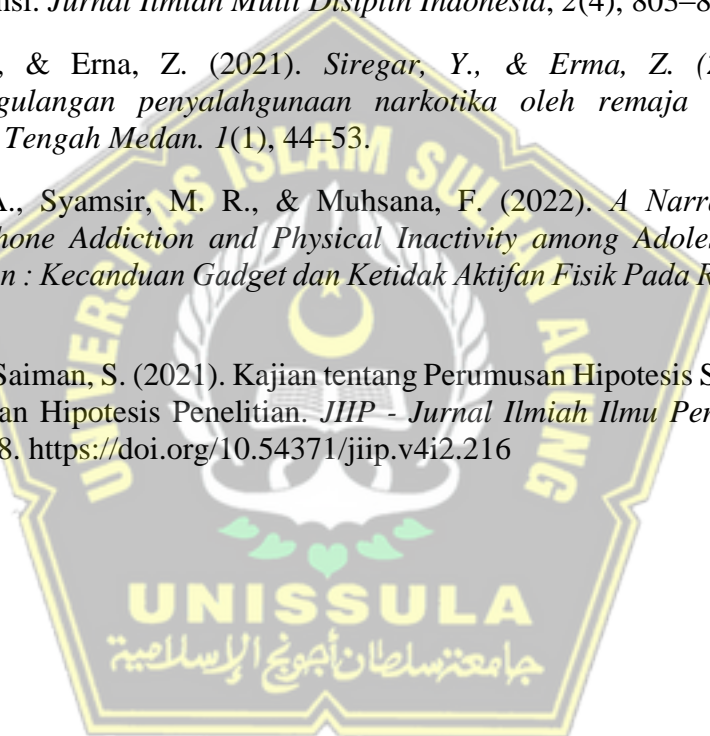 nsi. Jurnal Ilmiah Multi Disiplin Indonesia, 2(4), 803–8
, & Erna, Z. (2021). Siregar, Y., & Erma, Z. (2
gulangan penyalahgunaan narkotika oleh remaja
Tengah Medan. 1(1), 44–53.
A., Syamsir, M. R., & Muhsana, F. (2022). A Narra
hone Addiction and Physical Inactivity among Adole
n : Kecanduan Gadget dan Ketidak Aktifan Fisik Pada R
Saiman, S. (2021). Kajian tentang Perumusan Hipotesis S
an Hipotesis Penelitian. JIIP - Jurnal Ilmiah Ilmu Pen
8. https://doi.org/10.54371/jiip.v4i2.216
UNIVERSITAS ISLAM SULTAN AGUNG
UNISSULA
جامعة سلطان أجونج الإسلامية